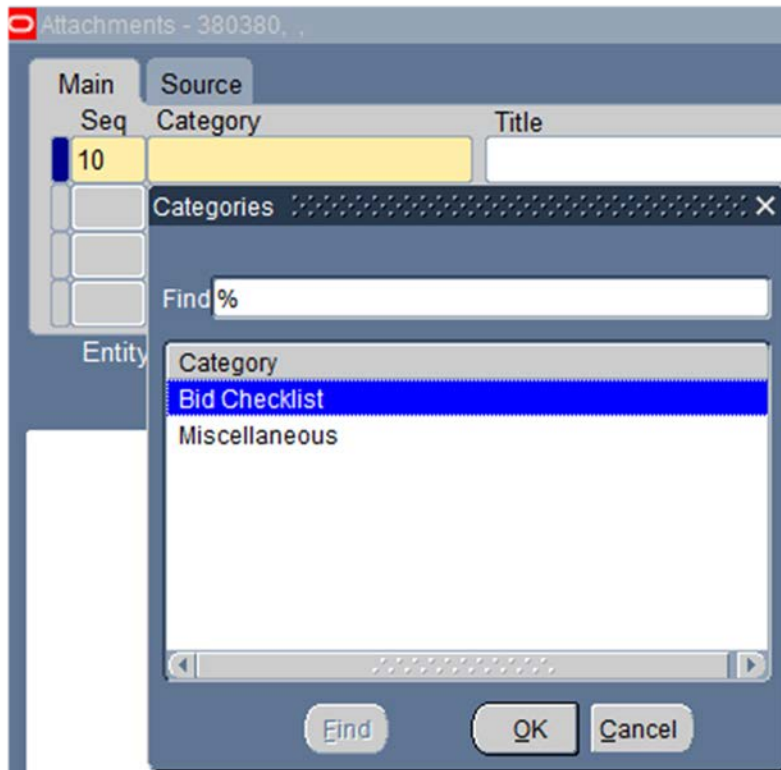 Attachments - 380380, ,
Main Source
Seq Category Title
10
Categories
Find %
Entity
Category
Bid Checklist
Miscellaneous
Find OK Cancel